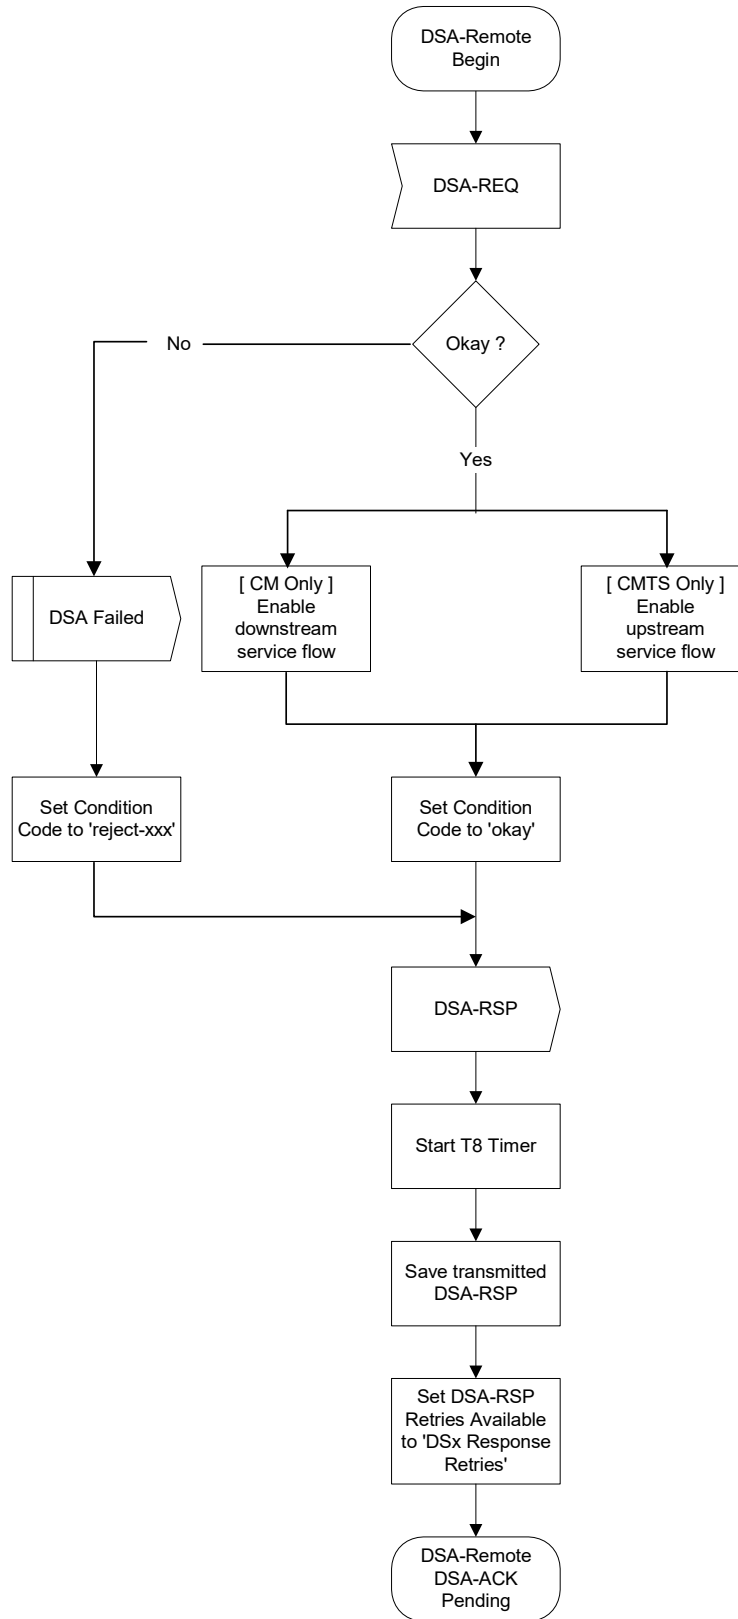 DSA-Remote
Begin
DSA-REQ
Okay ?
No
Yes
DSA Failed
[ CM Only ]
Enable
downstream
service flow
[ CMTS Only ]
Enable
upstream
service flow
Set Condition
Code to 'reject-xxx'
Set Condition
Code to 'okay'
DSA-RSP
Start T8 Timer
Save transmitted
DSA-RSP
Set DSA-RSP
Retries Available
to 'DSx Response
Retries'
DSA-Remote
DSA-ACK
Pending